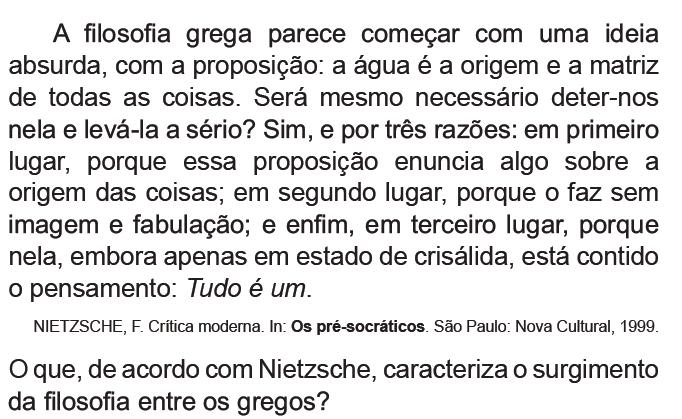 A filosofia grega parece começar com uma ideia
absurda, com a proposição: a água é a origem e a matriz
de todas as coisas. Será mesmo necessário deter-nos
nela e levá-la a sério? Sim, e por três razões: em primeiro
lugar, porque essa proposição enuncia algo sobre a
origem das coisas; em segundo lugar, porque o faz sem
imagem e fabulação; e enfim, em terceiro lugar, porque
nela, embora apenas em estado de crisálida, está contido
o pensamento: Tudo é um.
NIETZSCHE, F. Crítica moderna. In: Os pré-socráticos. São Paulo: Nova Cultural, 1999.
O que, de acordo com Nietzsche, caracteriza o surgimento
da filosofia entre os gregos?